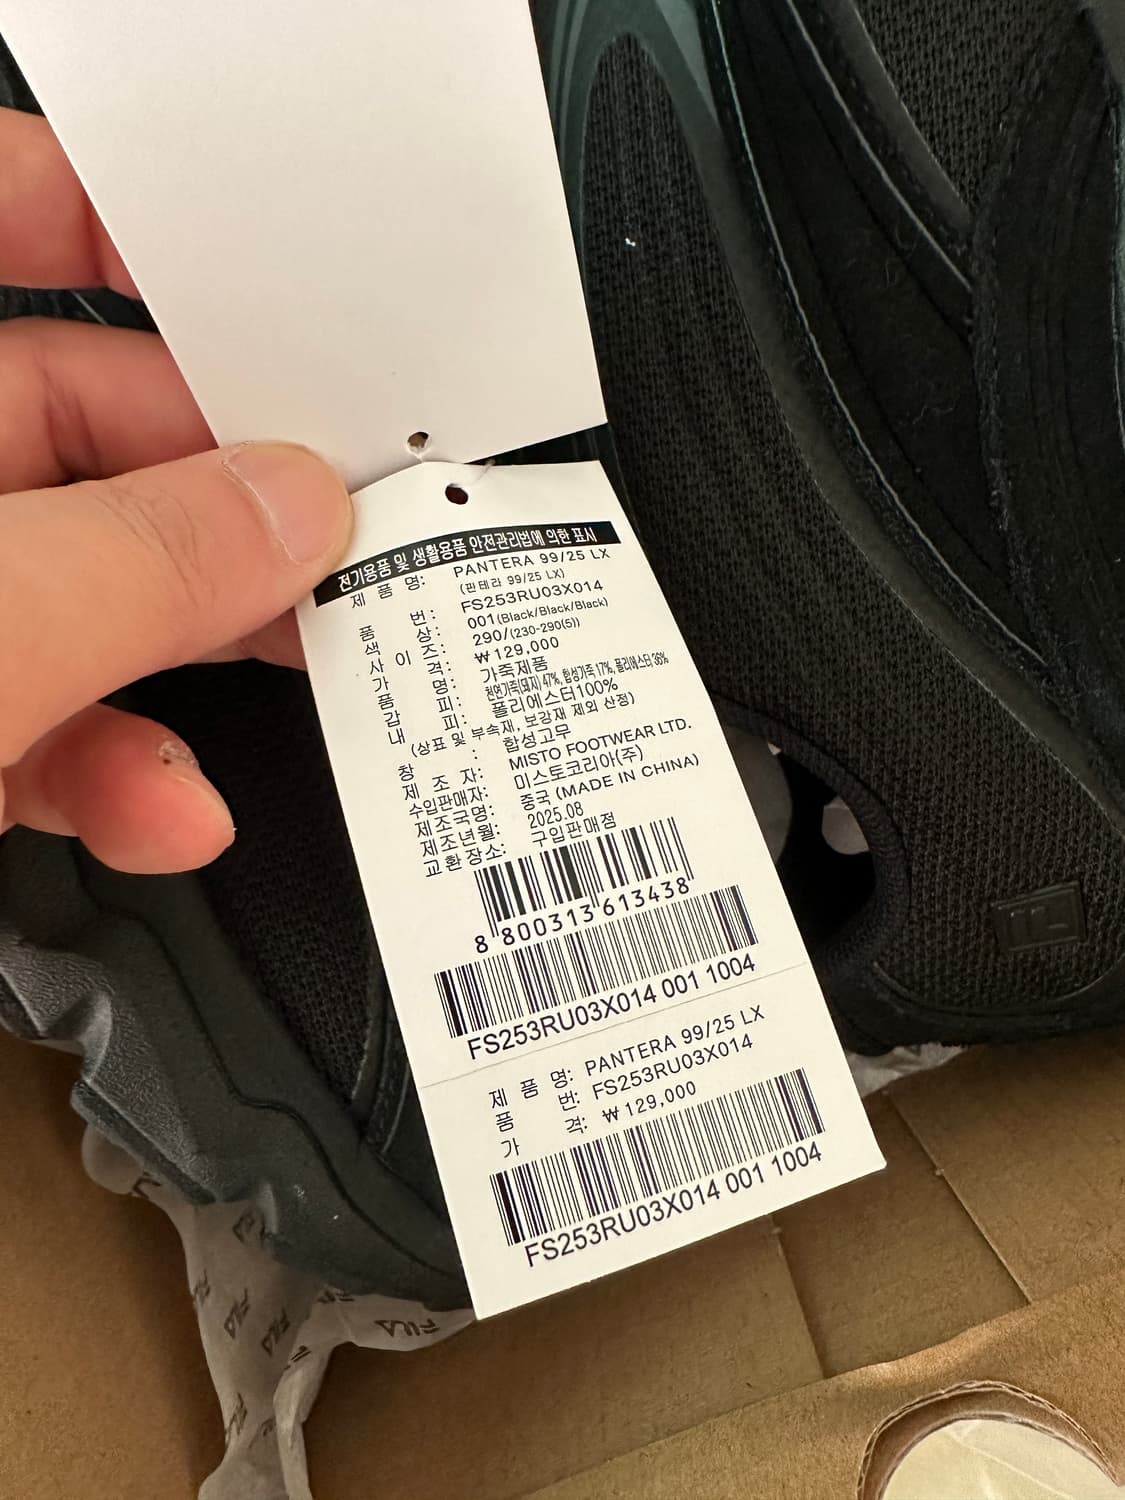 전기용품 및 생활용품 안전관리법에 의한 표시
제 품 명: PANTERA 99/25 LX
(판테라 99/25 LX)
품 번: FS253RU03X014
색 상: 001(Black/Black/Black)
사 이 즈: 290/(230-290(5))
가 격: ₩129,000
품 명: 가죽제품
갑 피: 천연가죽(돼지) 47%, 합성가죽 17%, 폴리에스터 36%
내 피: 폴리에스터100%
(상표 및 부속재, 보강재 제외 산정)
창 : 합성고무
제 조 자: MISTO FOOTWEAR LTD.
수입판매자: 미스토코리아(주)
제조국명: 중국 (MADE IN CHINA)
제조년월: 2025.08
교환 장소: 구입판매점
8 800313 613438
FS253RU03X014 001 1004
제 품 명: PANTERA 99/25 LX
품 번: FS253RU03X014
가 격: ₩129,000
FS253RU03X014 001 1004
FILA
FILA
FILA